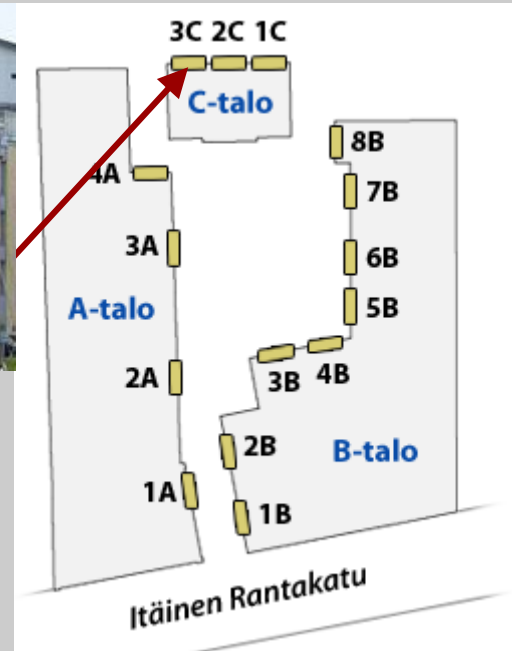 3C 2C 1C
C-talo
8B
4A
7B
3A
6B
A-talo
5B
2A
3B 4B
2B
B-talo
1A
1B
Itäinen Rantakatu